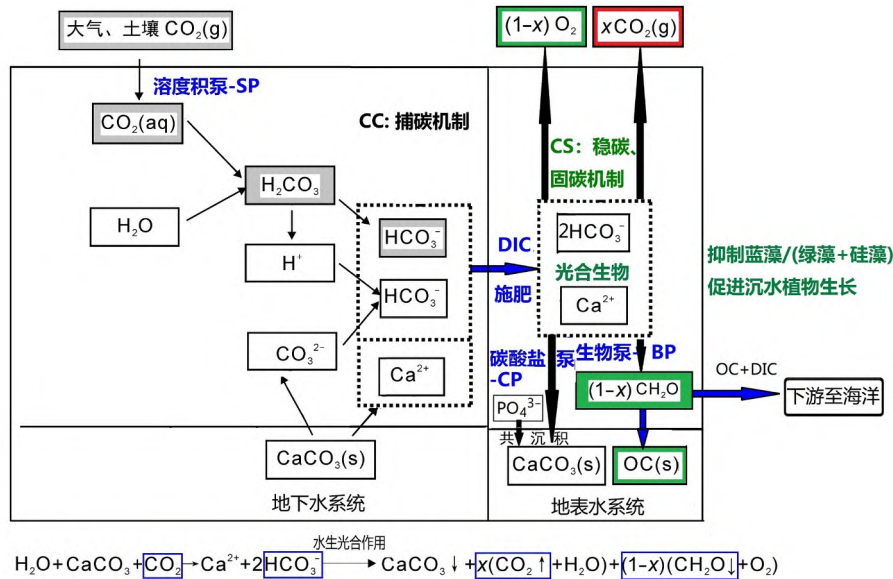 大气、土壤 CO₂(g)
(1−x) O₂
xCO₂(g)
溶度积泵-SP
CO₂(aq)
CC: 捕碳机制
CS：稳碳、
固碳机制
H₂CO₃
H₂O
HCO₃⁻
2HCO₃⁻
DIC
抑制蓝藻/(绿藻+硅藻)
H⁺
光合生物
施肥
促进沉水植物生长
HCO₃⁻
Ca²⁺
CO₃²⁻
碳酸盐 泵
-CP
生物泵- BP
Ca²⁺
OC+DIC
(1−x) CH₂O
下游至海洋
PO₄³⁻
共 沉 积
CaCO₃(s)
CaCO₃(s)
OC(s)
地下水系统
地表水系统
水生光合作用
H₂O+CaCO₃+CO₂→Ca²⁺+2HCO₃⁻ ⟶ CaCO₃↓+x(CO₂↑+H₂O)+(1−x)(CH₂O↓+O₂)